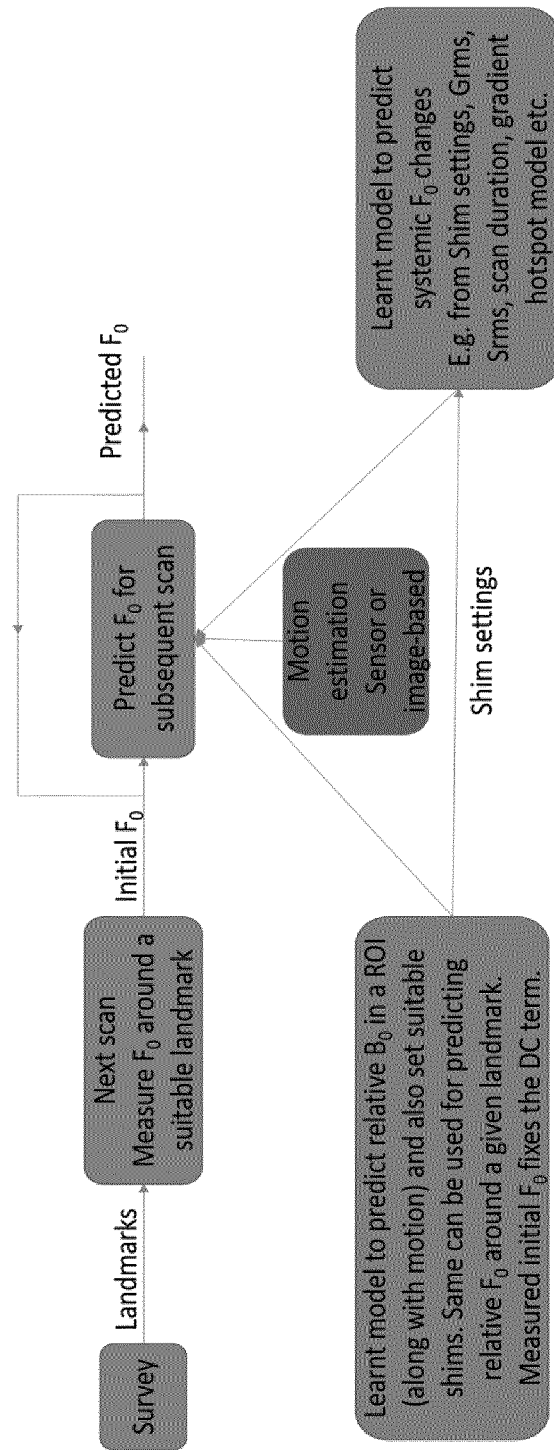 Survey
Landmarks
Next scan
Measure F₀ around a
suitable landmark
Initial F₀
Predict F₀ for
subsequent scan
Predicted F₀
Motion
estimation
Sensor or
image-based
Learnt model to predict relative B₀ in a ROI
(along with motion) and also set suitable
shims. Same can be used for predicting
relative F₀ around a given landmark.
Measured initial F₀ fixes the DC term.
Shim settings
Learnt model to predict
systemic F₀ changes
E.g. from Shim settings, Grms,
Srms, scan duration, gradient
hotspot model etc.